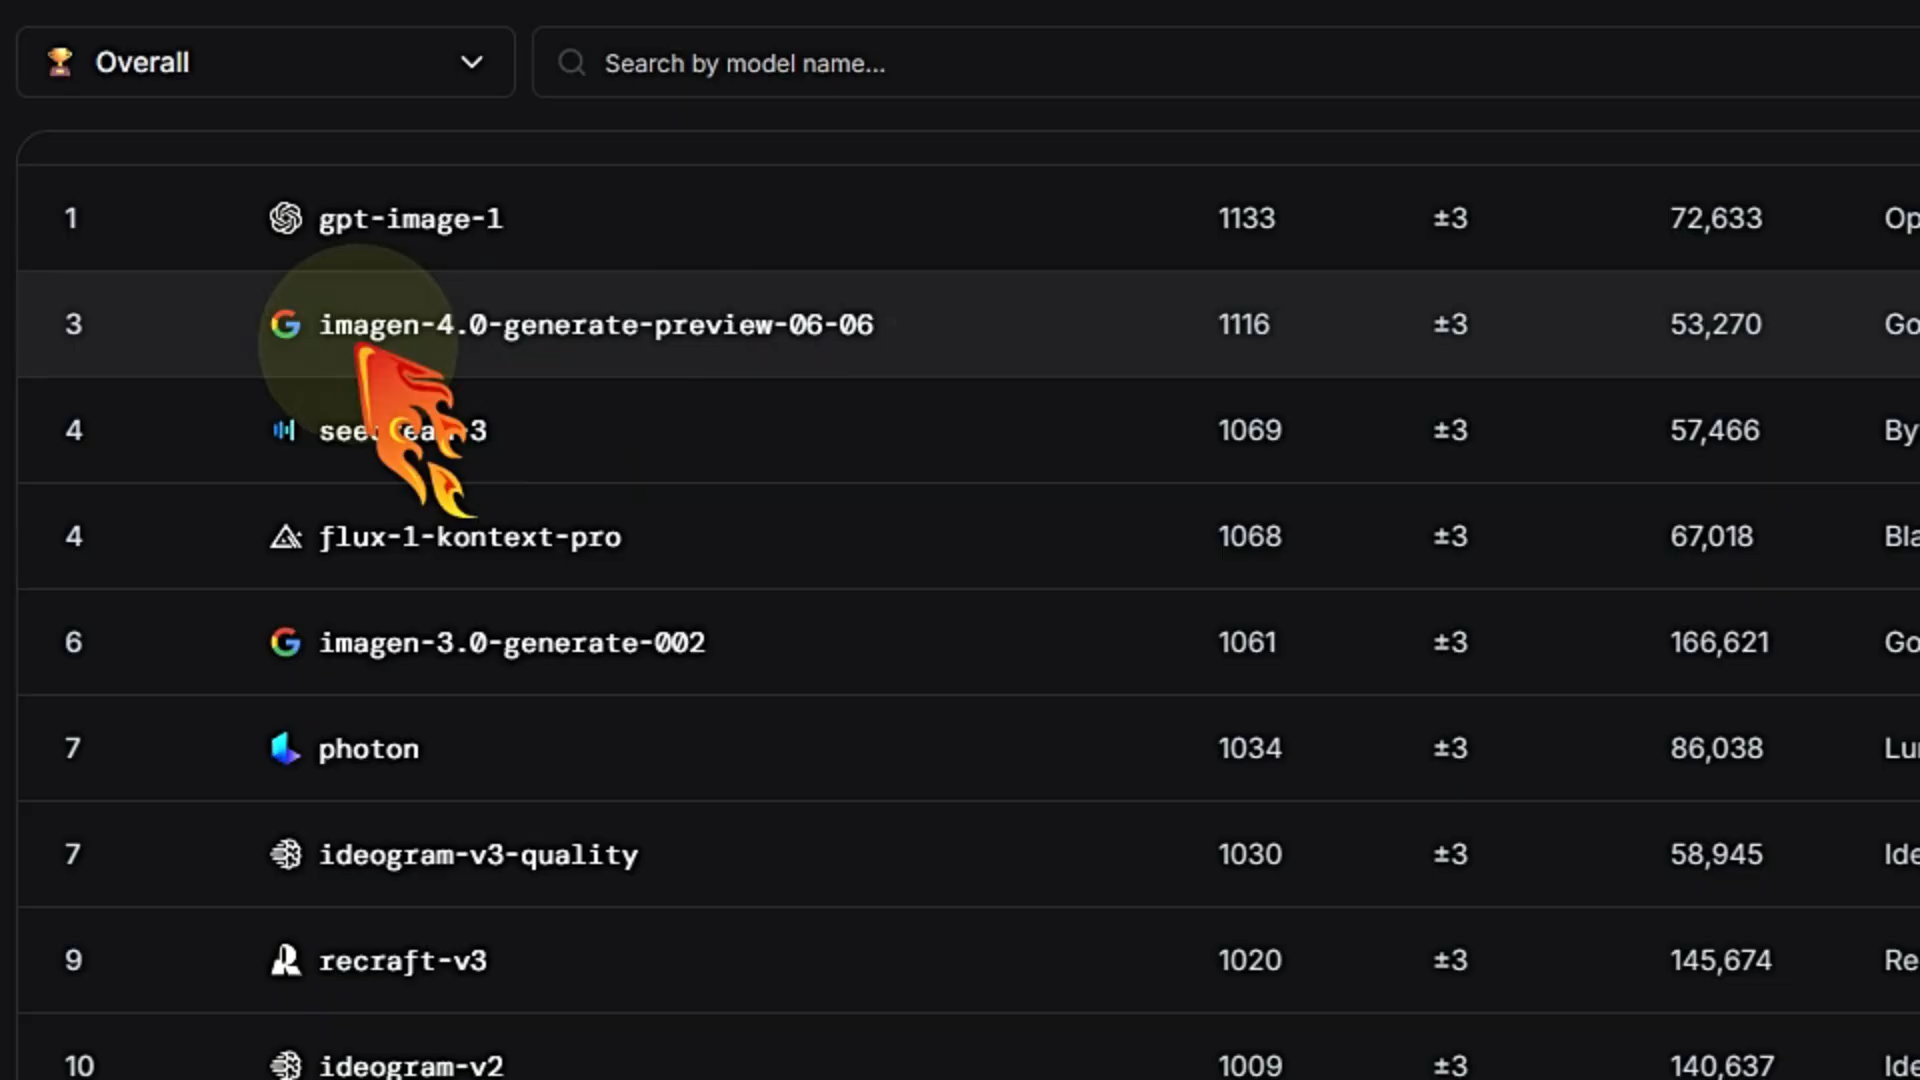 Overall
Search by model name...
1 gpt-image-1 1133 ±3 72,633 Op
3 imagen-4.0-generate-preview-06-06 1116 ±3 53,270 Go
4 1069 ±3 57,466 By
4 flux-1-kontext-pro 1068 ±3 67,018 Bla
6 imagen-3.0-generate-002 1061 ±3 166,621 Go
7 photon 1034 ±3 86,038 Lu
7 ideogram-v3-quality 1030 ±3 58,945 Ide
9 recraft-v3 1020 ±3 145,674 Re
10 ideogram-v2 1009 ±3 140,637 Ide